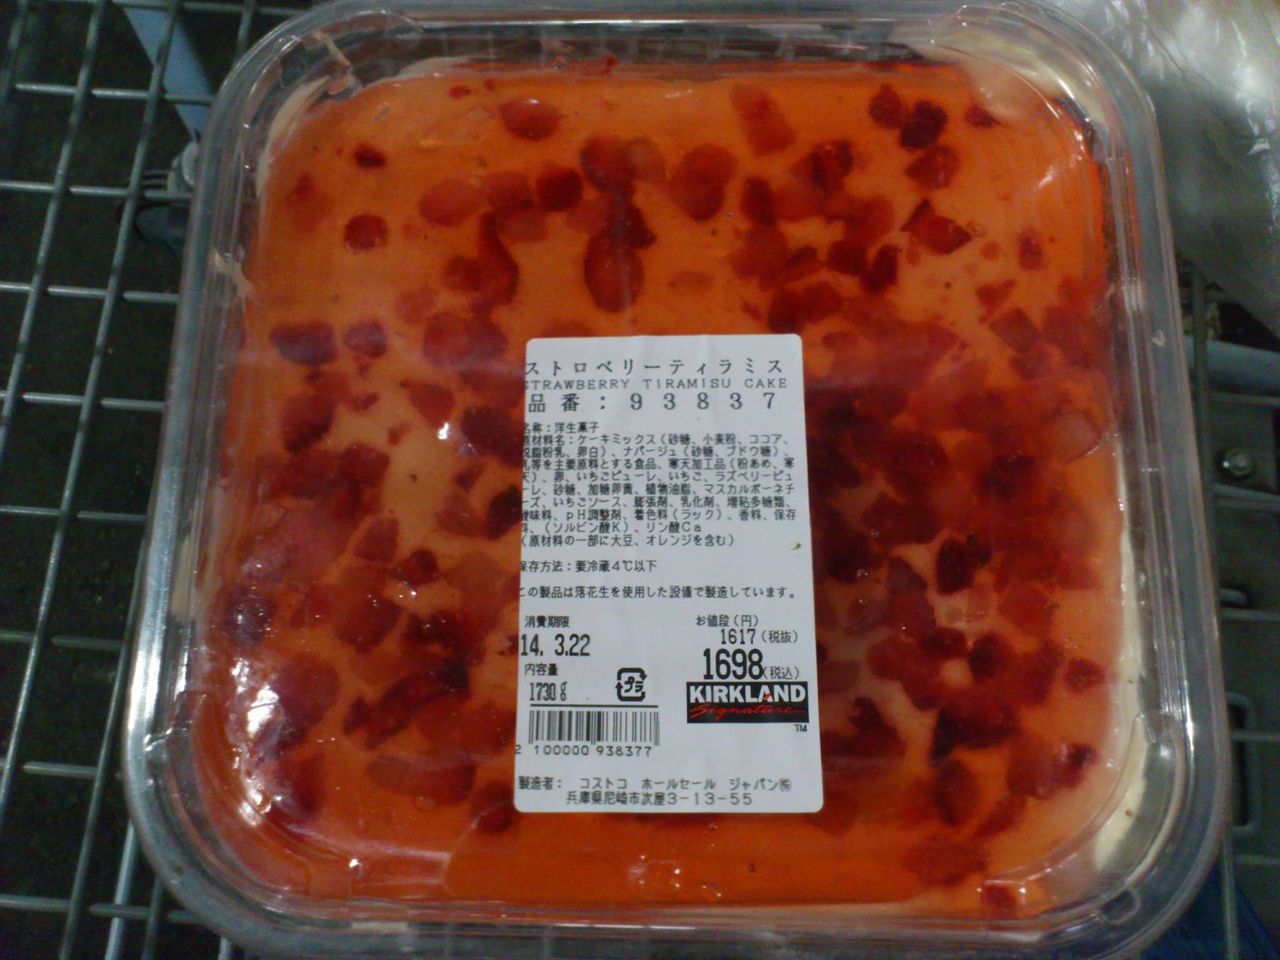 ストロベリーティラミス
STRAWBERRY TIRAMISU CAKE
品番:93837
名称:洋生菓子
原材料名:ケーキミックス(砂糖、小麦粉、ココア、
脱脂粉乳、卵白)、ナパージュ(砂糖、ブドウ糖)、
乳等を主要原料とする食品、寒天加工品(粉あめ、寒
天)、卵、いちごピューレ、いちご、ラズベリーピュ
ーレ、砂糖、加糖卵黄、植物油脂、マスカルポーネチ
ーズ、いちごソース、膨張剤、乳化剤、増粘多糖類、
酸味料、pH調整剤、着色料(ラック)、香料、保存
料、(ソルビン酸K)、リン酸Ca
(原材料の一部に大豆、オレンジを含む)
保存方法:要冷蔵4℃以下
この製品は落花生を使用した設備で製造しています。
消費期限
14. 3.22
お値段(円)
1617(税抜)
1698(税込)
内容量
1730g
プラ
KIRKLAND
Signature
TM
2 100000 938377
製造者: コストコ ホールセール ジャパン㈱
兵庫県尼崎市次屋3-13-55